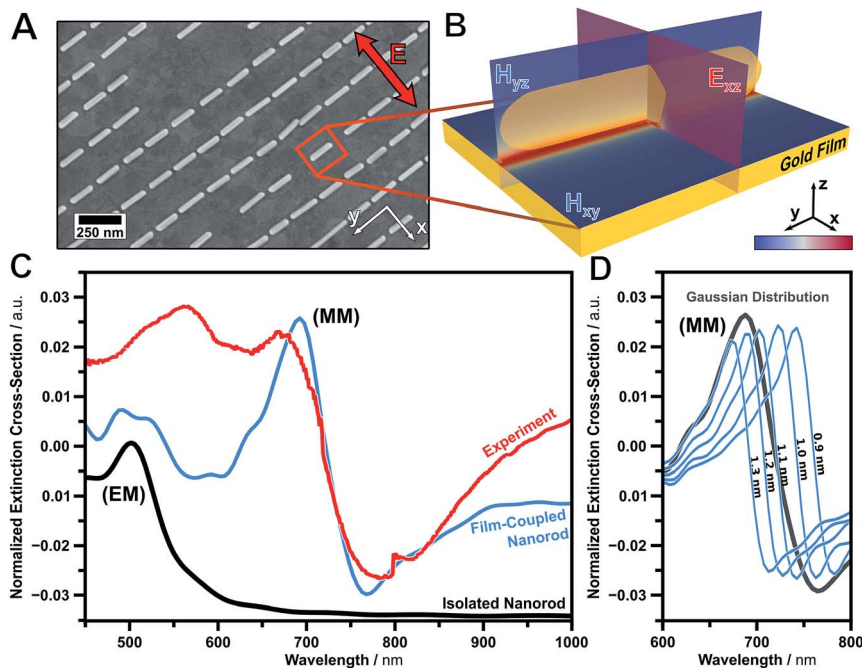 A
E
250 nm
y
x
B
H_yz
E_xz
H_xy
Gold Film
z
y
x
C
Normalized Extinction Cross-Section / a.u.
0.03
0.02
0.01
0.00
0.01
−0.02
−0.03
(MM)
(EM)
Experiment
Film-Coupled
Nanorod
Isolated Nanorod
500
600
700
800
900
1000
Wavelength / nm
D
Normalized Extinction Cross-Section / a.u.
0.03
0.02
0.01
0.00
0.01
−0.02
−0.03
Gaussian Distribution
(MM)
1.3 nm
1.2 nm
1.1 nm
1.0 nm
0.9 nm
600
700
800
Wavelength / nm